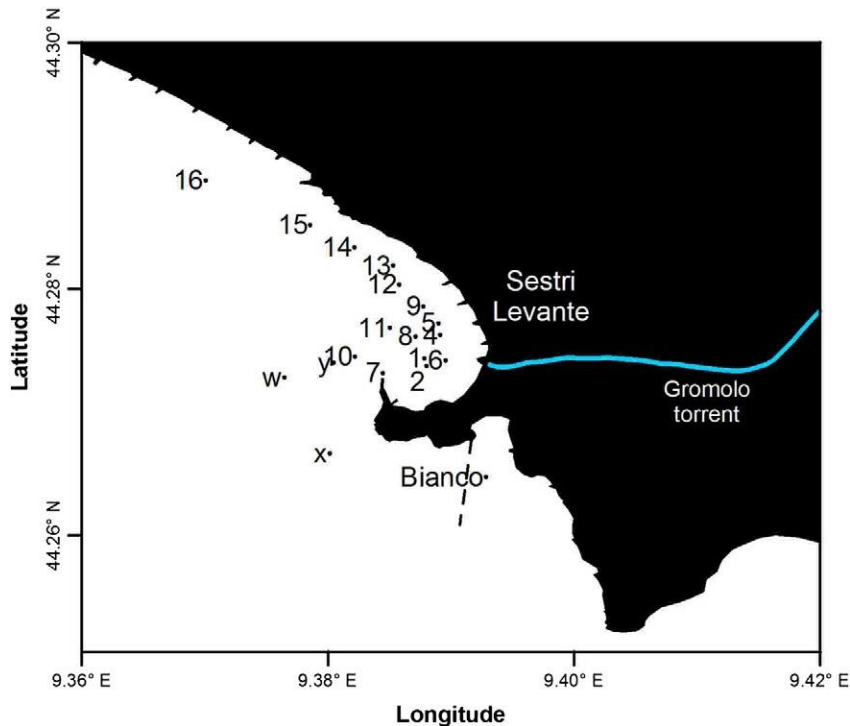 44.30° N
16
15
14
13
12
Sestri
Levante
44.28° N
9
5
11
8
4
10
1
6
y
7
w
2
Gromolo
torrent
x
Bianco
44.26° N
Latitude
9.36° E
9.38° E
9.40 E
9.42° E
Longitude